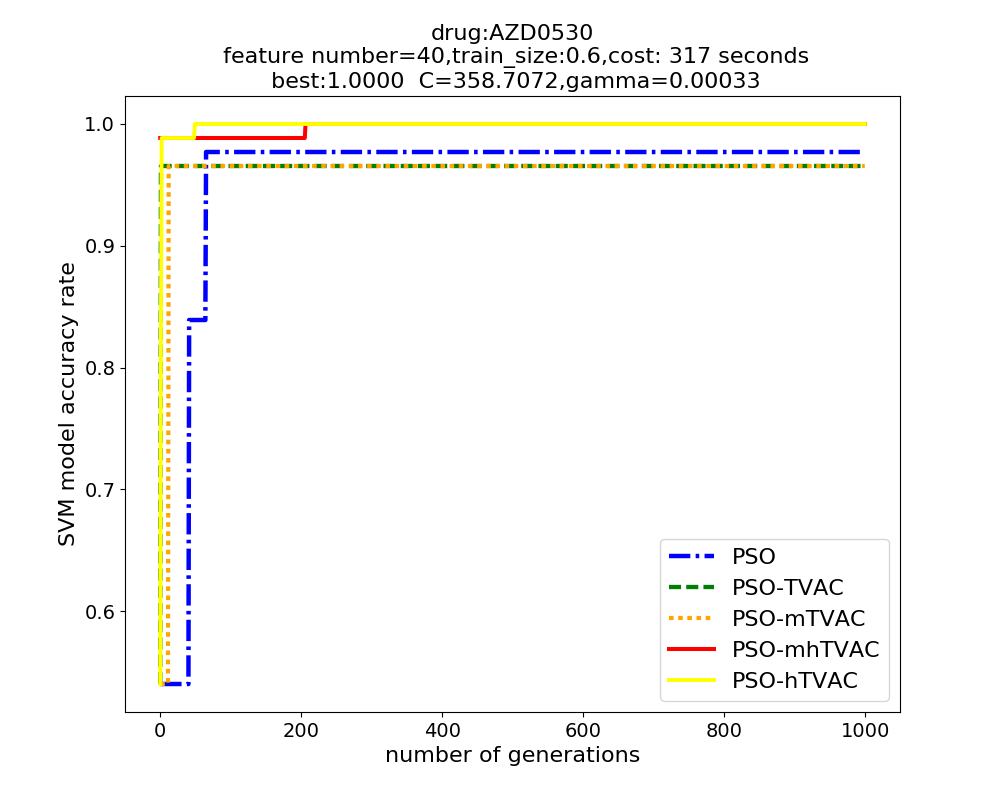 drug:AZD0530
feature number=40,train_size:0.6,cost: 317 seconds
best:1.0000  C=358.7072,gamma=0.00033
1.0
0.9
0.8
0.7
0.6
SVM model accuracy rate
PSO
PSO-TVAC
PSO-mTVAC
PSO-mhTVAC
PSO-hTVAC
0 200 400 600 800 1000
number of generations